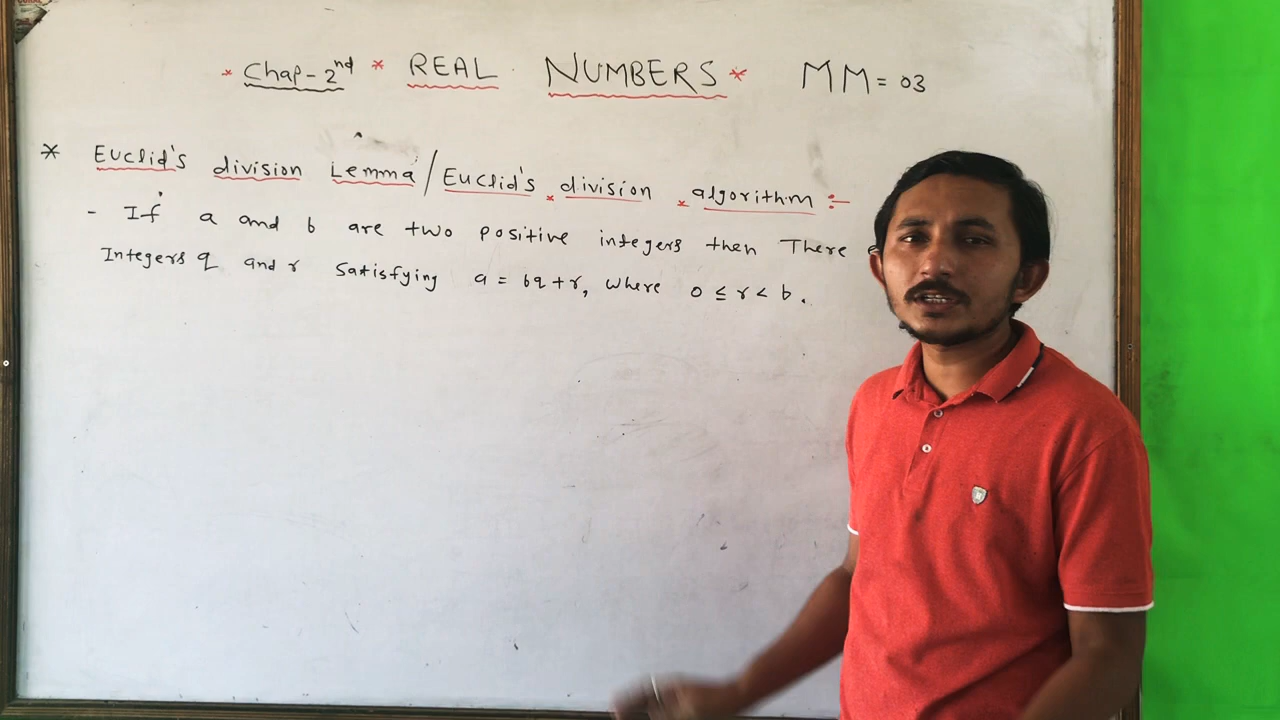 * Chap-2nd * REAL NUMBERS * MM = 03
* Euclid's division Lemma / Euclid's division algorithm :-
- If a and b are two positive integers then There
Integers q and r satisfying a = bq + r, where 0 ≤ r < b.